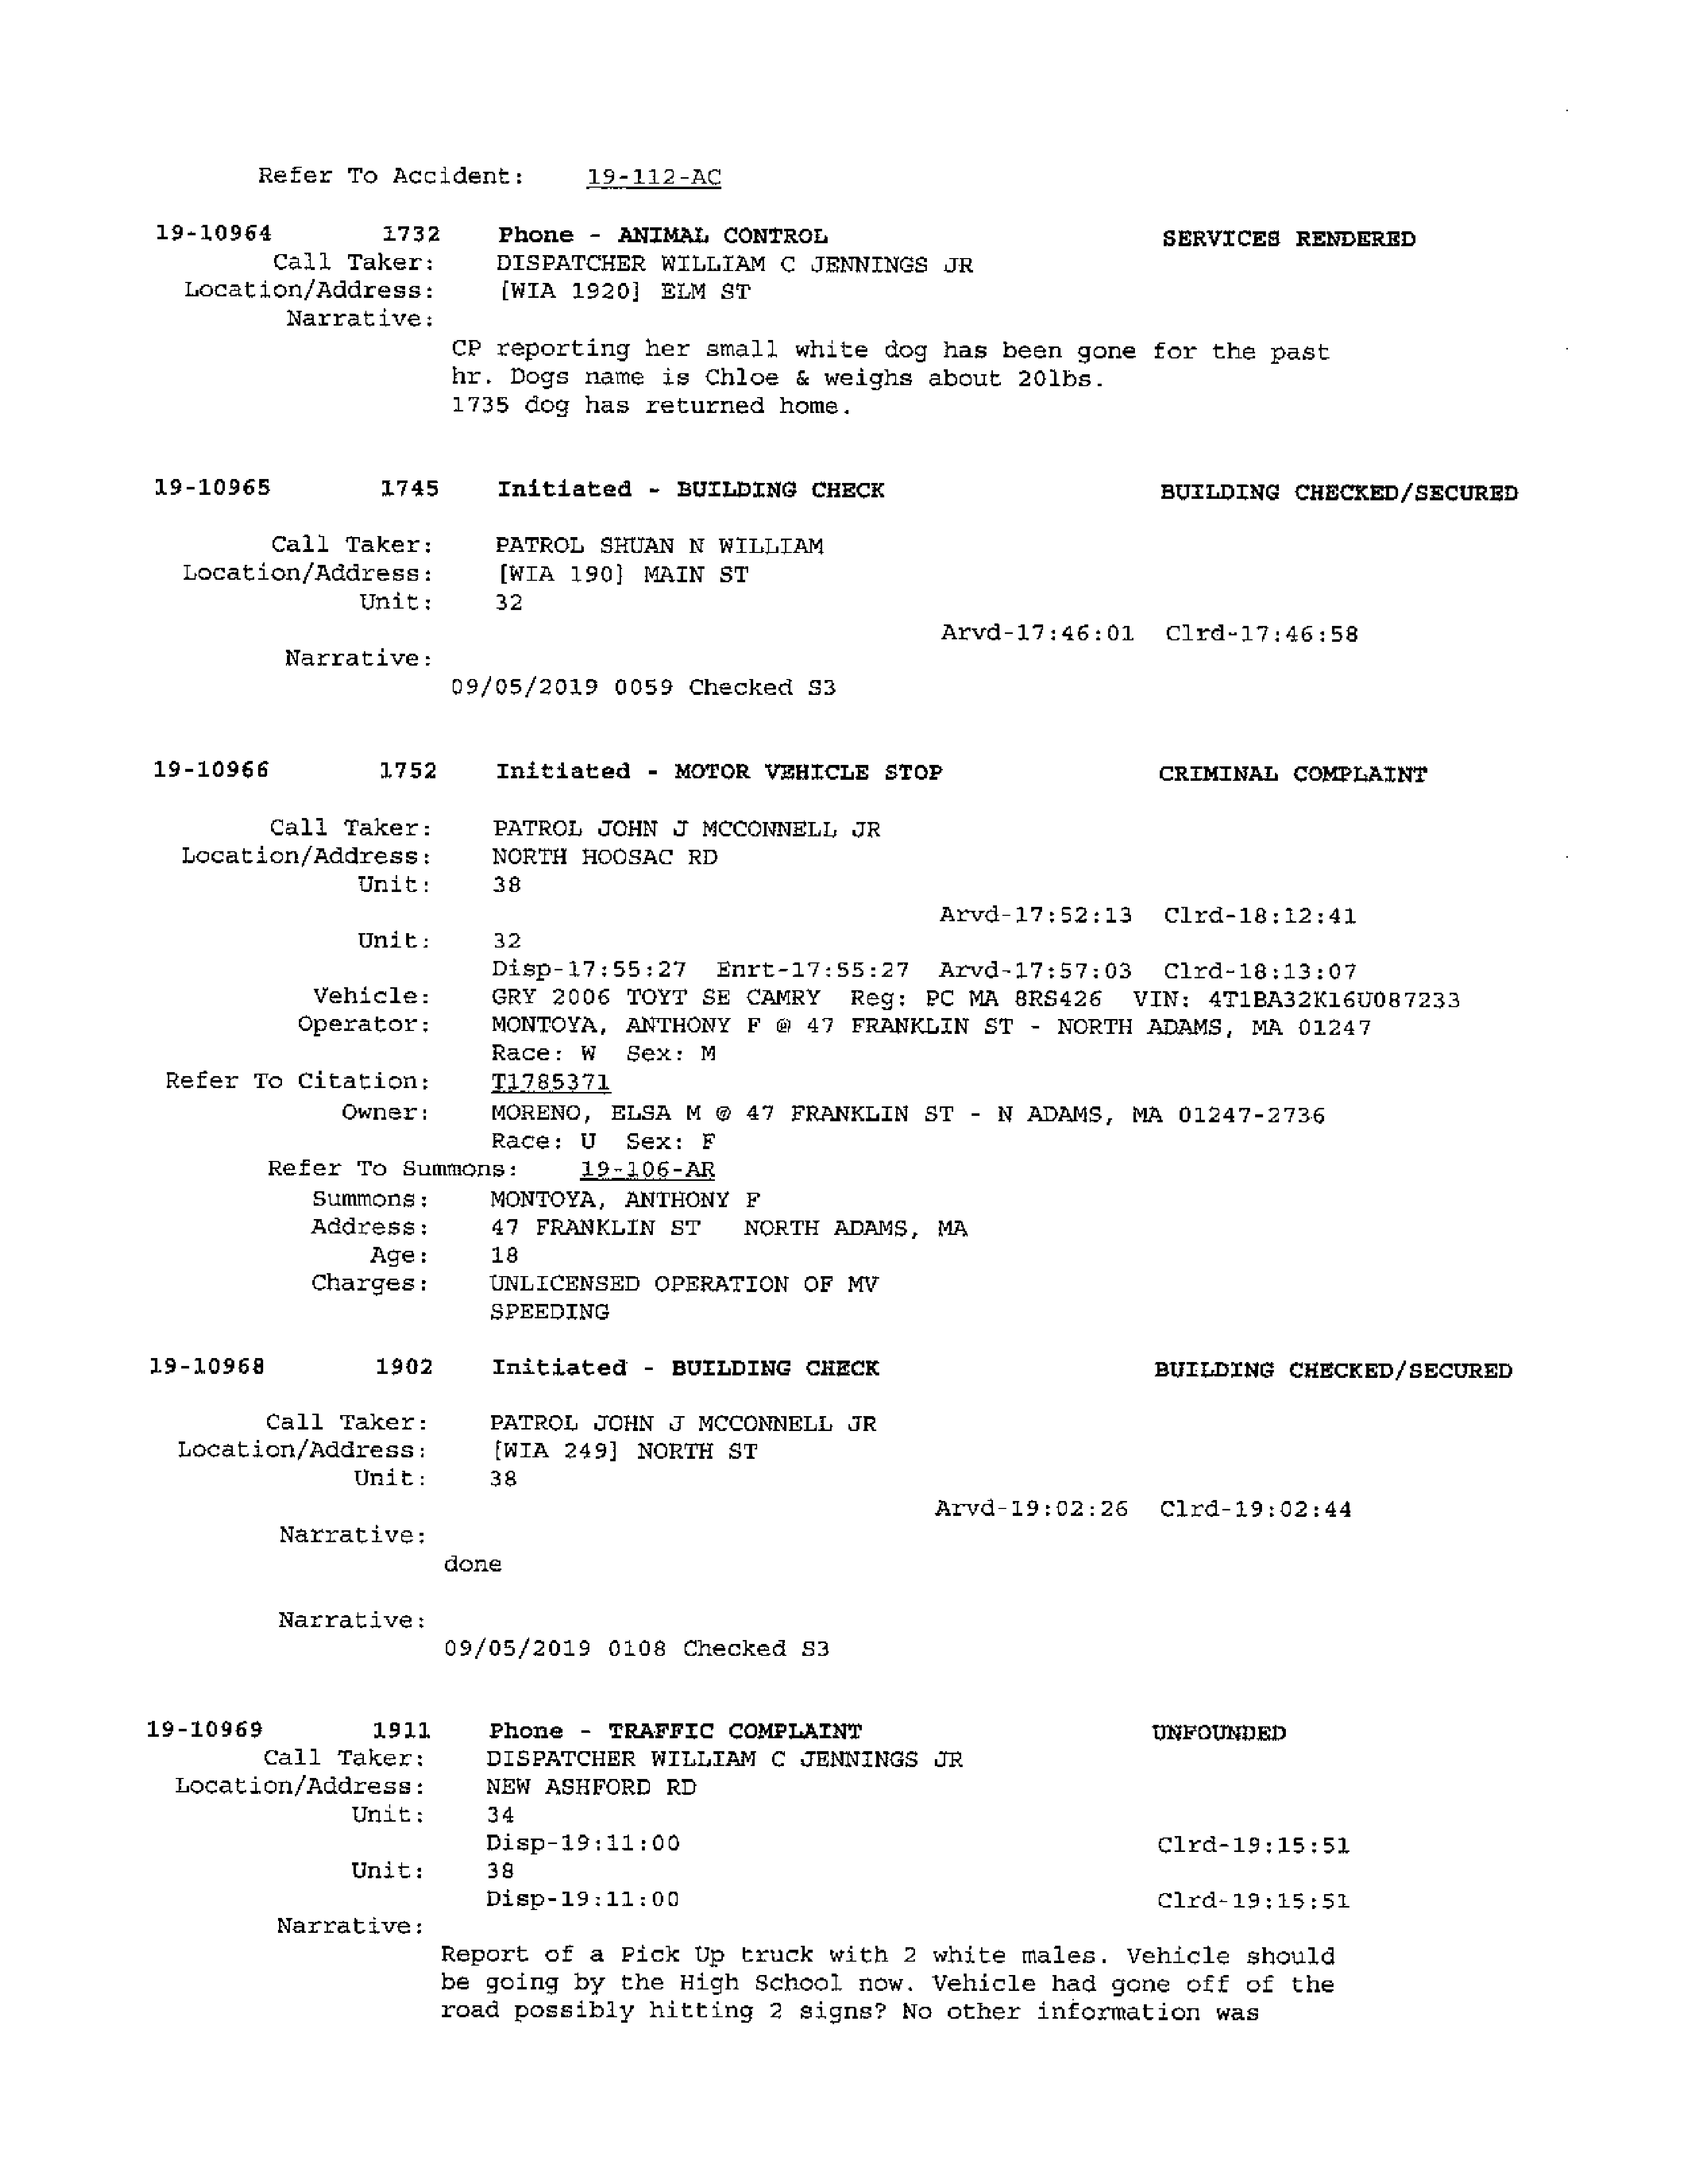 Refer To Accident: 19-112-AC
19-10964 1732 Phone - ANIMAL CONTROL SERVICES RENDERED
Call Taker: DISPATCHER WILLIAM C JENNINGS JR
Location/Address: [WIA 1920] ELM ST
Narrative:
CP reporting her small white dog has been gone for the past
hr. Dogs name is Chloe & weighs about 20lbs.
1735 dog has returned home.
19-10965 1745 Initiated - BUILDING CHECK BUILDING CHECKED/SECURED
Call Taker: PATROL SHUAN N WILLIAM
Location/Address: [WIA 190] MAIN ST
Unit: 32
Arvd-17:46:01 Clrd-17:46:58
Narrative:
09/05/2019 0059 Checked S3
19-10966 1752 Initiated - MOTOR VEHICLE STOP CRIMINAL COMPLAINT
Call Taker: PATROL JOHN J MCCONNELL JR
Location/Address: NORTH HOOSAC RD
Unit: 38
Arvd-17:52:13 Clrd-18:12:41
Unit: 32
Disp-17:55:27 Enrt-17:55:27 Arvd-17:57:03 Clrd-18:13:07
Vehicle: GRY 2006 TOYT SE CAMRY Reg: PC MA 8RS426 VIN: 4T1BA32K16U087233
Operator: MONTOYA, ANTHONY F @ 47 FRANKLIN ST - NORTH ADAMS, MA 01247
Race: W Sex: M
Refer To Citation: T1785371
Owner: MORENO, ELSA M @ 47 FRANKLIN ST - N ADAMS, MA 01247-2736
Race: U Sex: F
Refer To Summons: 19-106-AR
Summons: MONTOYA, ANTHONY F
Address: 47 FRANKLIN ST NORTH ADAMS, MA
Age: 18
Charges: UNLICENSED OPERATION OF MV
SPEEDING
19-10968 1902 Initiated - BUILDING CHECK BUILDING CHECKED/SECURED
Call Taker: PATROL JOHN J MCCONNELL JR
Location/Address: [WIA 249] NORTH ST
Unit: 38
Arvd-19:02:26 Clrd-19:02:44
Narrative:
done
Narrative:
09/05/2019 0108 Checked S3
19-10969 1911 Phone - TRAFFIC COMPLAINT UNFOUNDED
Call Taker: DISPATCHER WILLIAM C JENNINGS JR
Location/Address: NEW ASHFORD RD
Unit: 34
Disp-19:11:00 Clrd-19:15:51
Unit: 38
Disp-19:11:00 Clrd-19:15:51
Narrative:
Report of a Pick Up truck with 2 white males. Vehicle should
be going by the High School now. Vehicle had gone off of the
road possibly hitting 2 signs? No other information was